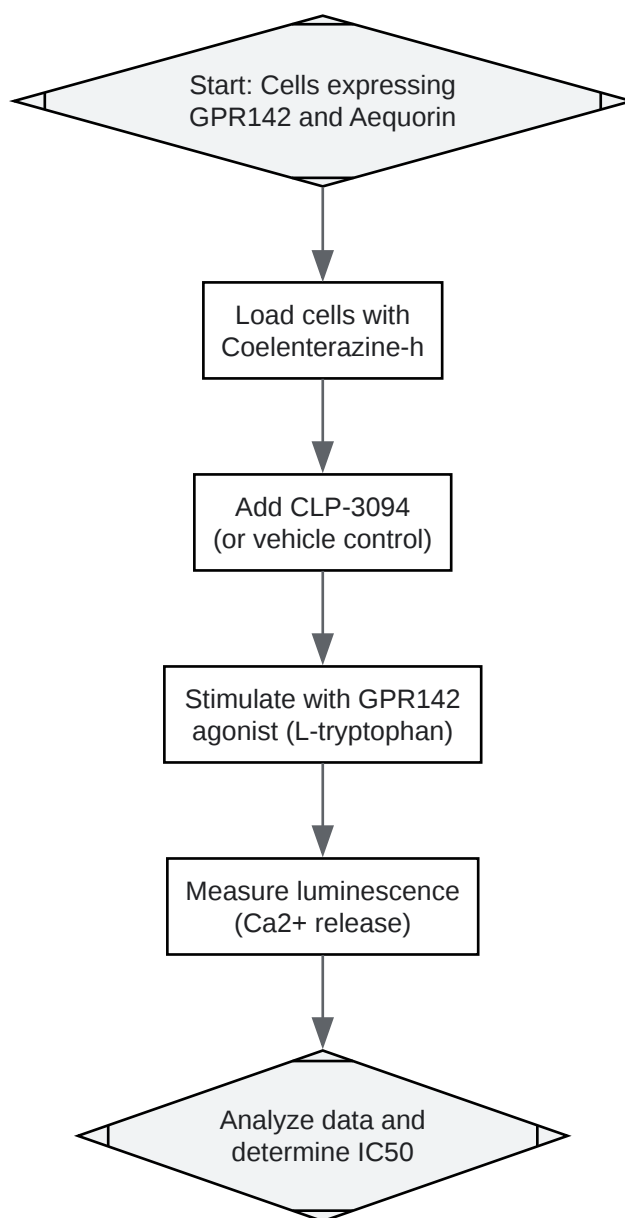 Start: Cells expressing
GPR142 and Aequorin
Load cells with
Coelenterazine-h
Add CLP-3094
(or vehicle control)
Stimulate with GPR142
agonist (L-tryptophan)
Measure luminescence
(Ca2+ release)
Analyze data and
determine IC50